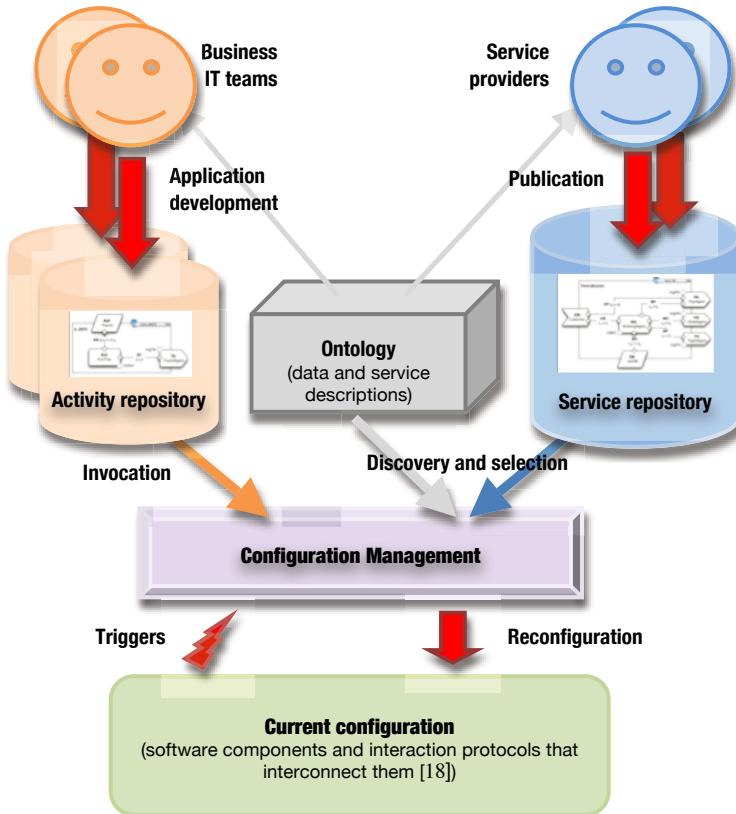 Business
IT teams
Service
providers
Application
development
Publication
Ontology
(data and service
descriptions)
Activity repository
Service repository
Invocation
Discovery and selection
Configuration Management
Triggers
Reconfiguration
Current configuration
(software components and interaction protocols that
interconnect them [18])